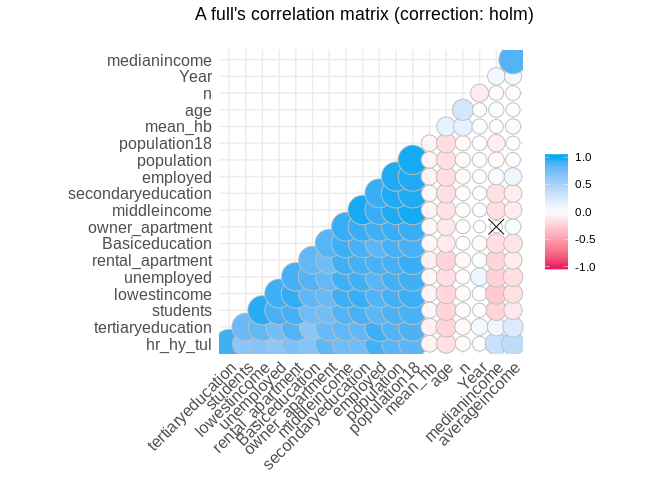 A full's correlation matrix (correction: holm)
medianincome
Year
n
age
mean_hb
population18
population
employed
secondaryeducation
middleincome
owner_apartment
Basiceducation
rental_apartment
unemployed
lowestincome
students
tertiaryeducation
hr_hy_tul
1.0
0.5
0.0
-0.5
-1.0
tertiaryeducation
students
lowestincome
unemployed
rental_apartment
Basiceducation
owner_apartment
middleincome
secondaryeducation
employed
population
population18
mean_hb
age
n
Year
medianincome
averageincome